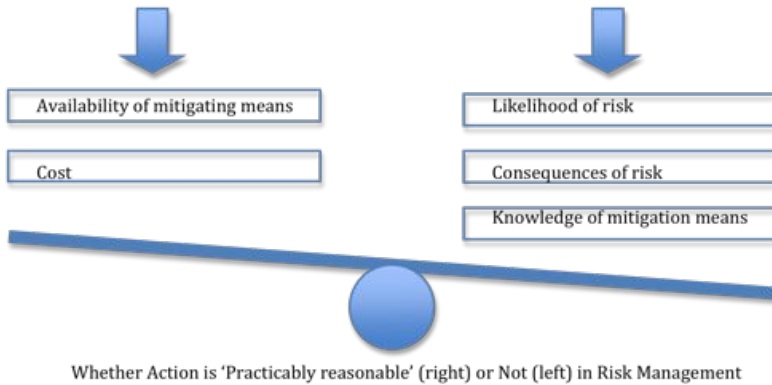 Availability of mitigating means
Cost
Likelihood of risk
Consequences of risk
Knowledge of mitigation means
Whether Action is 'Practicably reasonable' (right) or Not (left) in Risk Management